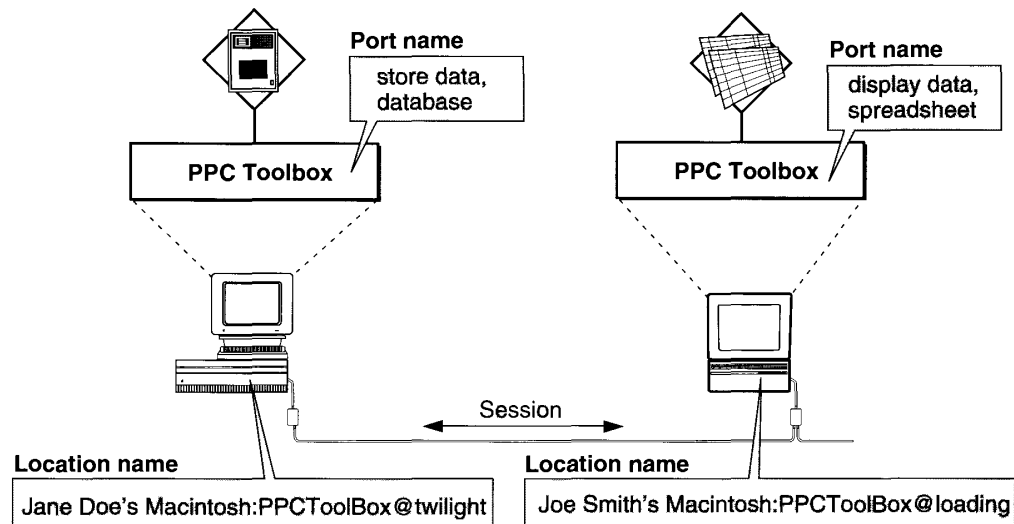 Port name
store data,
database
PPC Toolbox
Port name
display data,
spreadsheet
PPC Toolbox
Session
Location name
Jane Doe's Macintosh:PPCToolBox@twilight
Location name
Joe Smith's Macintosh:PPCToolBox@loading